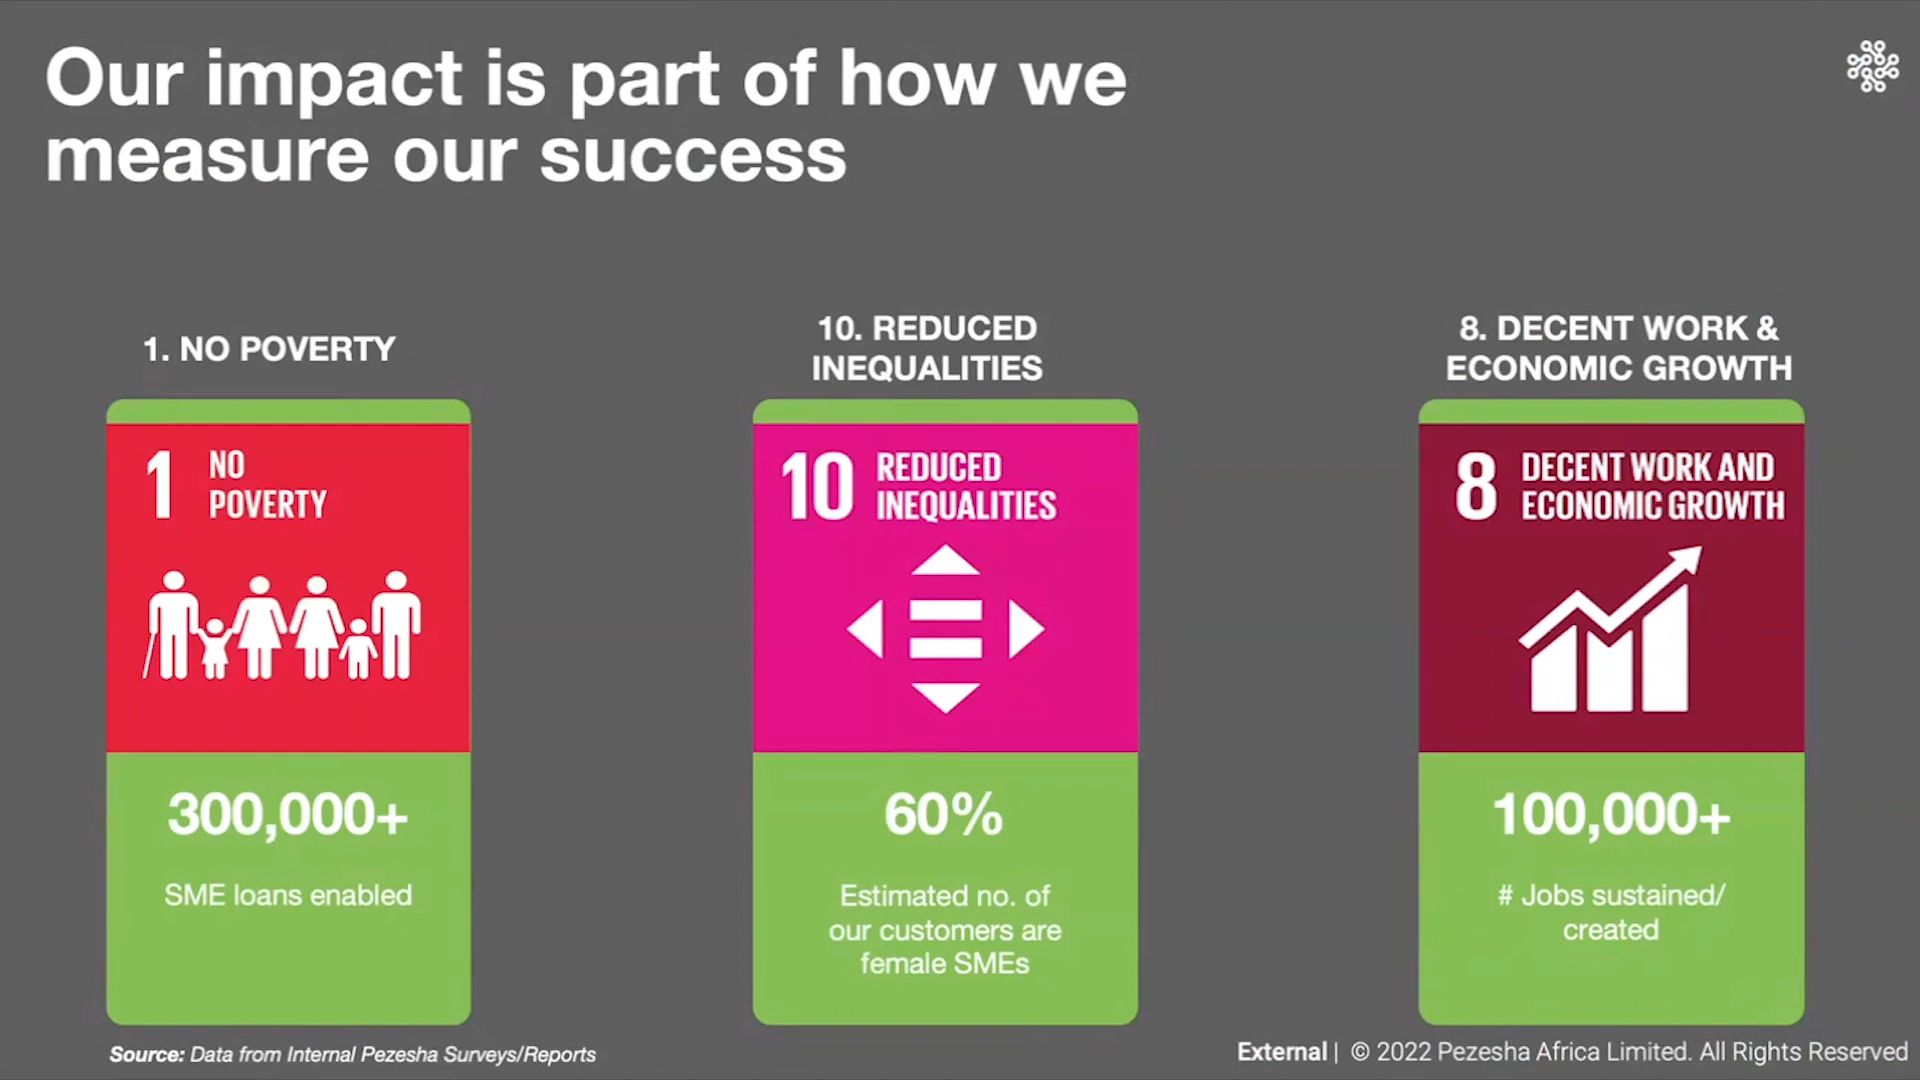 Our impact is part of how we
measure our success
1. NO POVERTY
1 NO
POVERTY
300,000+
SME loans enabled
10. REDUCED
INEQUALITIES
10 REDUCED
INEQUALITIES
60%
Estimated no. of
our customers are
female SMEs
8. DECENT WORK &
ECONOMIC GROWTH
8 DECENT WORK AND
ECONOMIC GROWTH
100,000+
# Jobs sustained/
created
Source: Data from Internal Pezesha Surveys/Reports
External | © 2022 Pezesha Africa Limited. All Rights Reserved